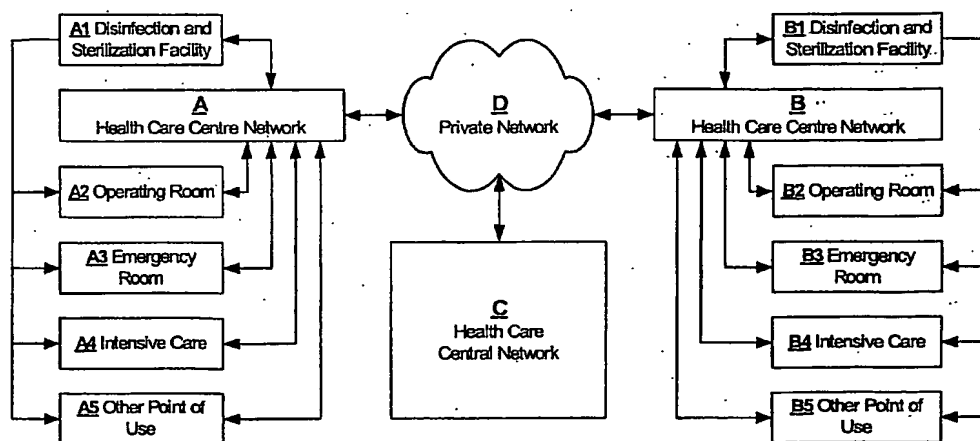 A1 Disinfection and
Sterilization Facility
A
Health Care Centre Network
A2 Operating Room
A3 Emergency
Room
A4 Intensive Care
A5 Other Point of
Use
D
Private Network
C
Health Care
Central Network
B1 Disinfection and
Sterilization Facility
B
Health Care Centre Network
B2 Operating Room
B3 Emergency
Room
B4 Intensive Care
B5 Other Point of
Use